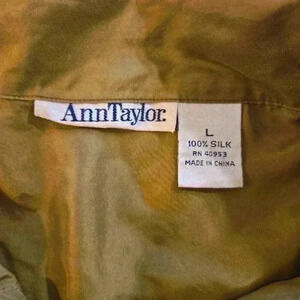 AnnTaylor.
L
100% SILK
RN 40953
MADE IN CHINA